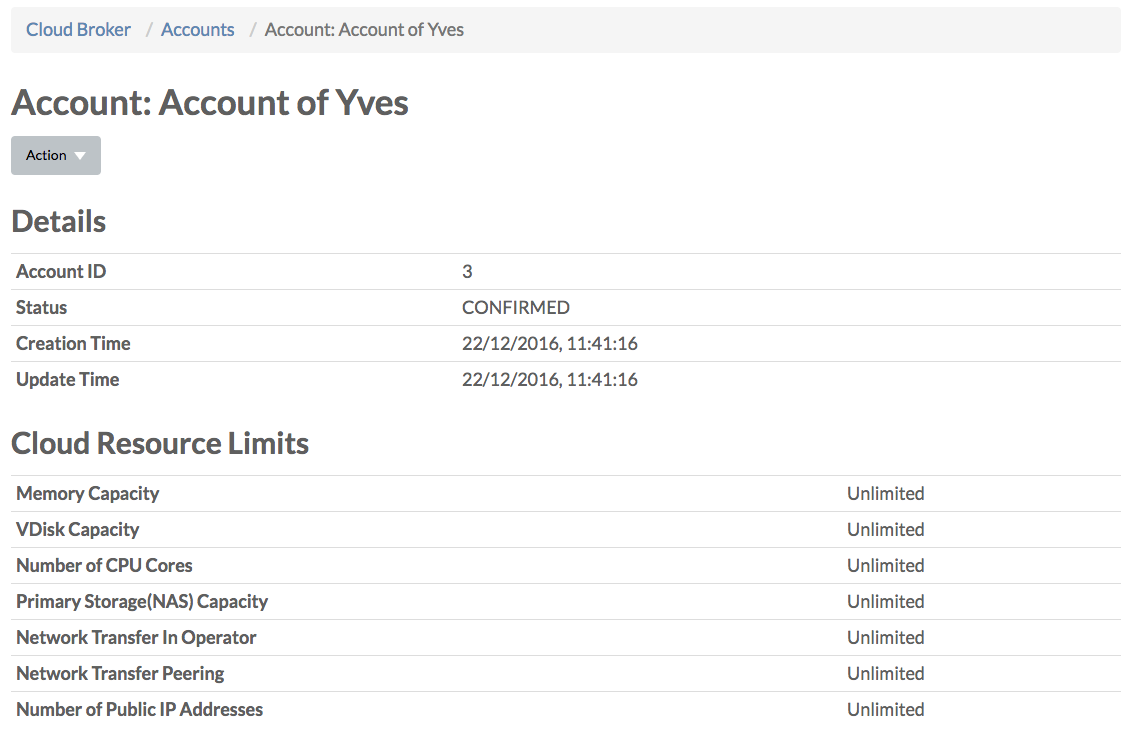 Cloud Broker / Accounts / Account: Account of Yves
Account: Account of Yves
Action
Details
Account ID 3
Status CONFIRMED
Creation Time 22/12/2016, 11:41:16
Update Time 22/12/2016, 11:41:16
Cloud Resource Limits
Memory Capacity Unlimited
VDisk Capacity Unlimited
Number of CPU Cores Unlimited
Primary Storage(NAS) Capacity Unlimited
Network Transfer In Operator Unlimited
Network Transfer Peering Unlimited
Number of Public IP Addresses Unlimited